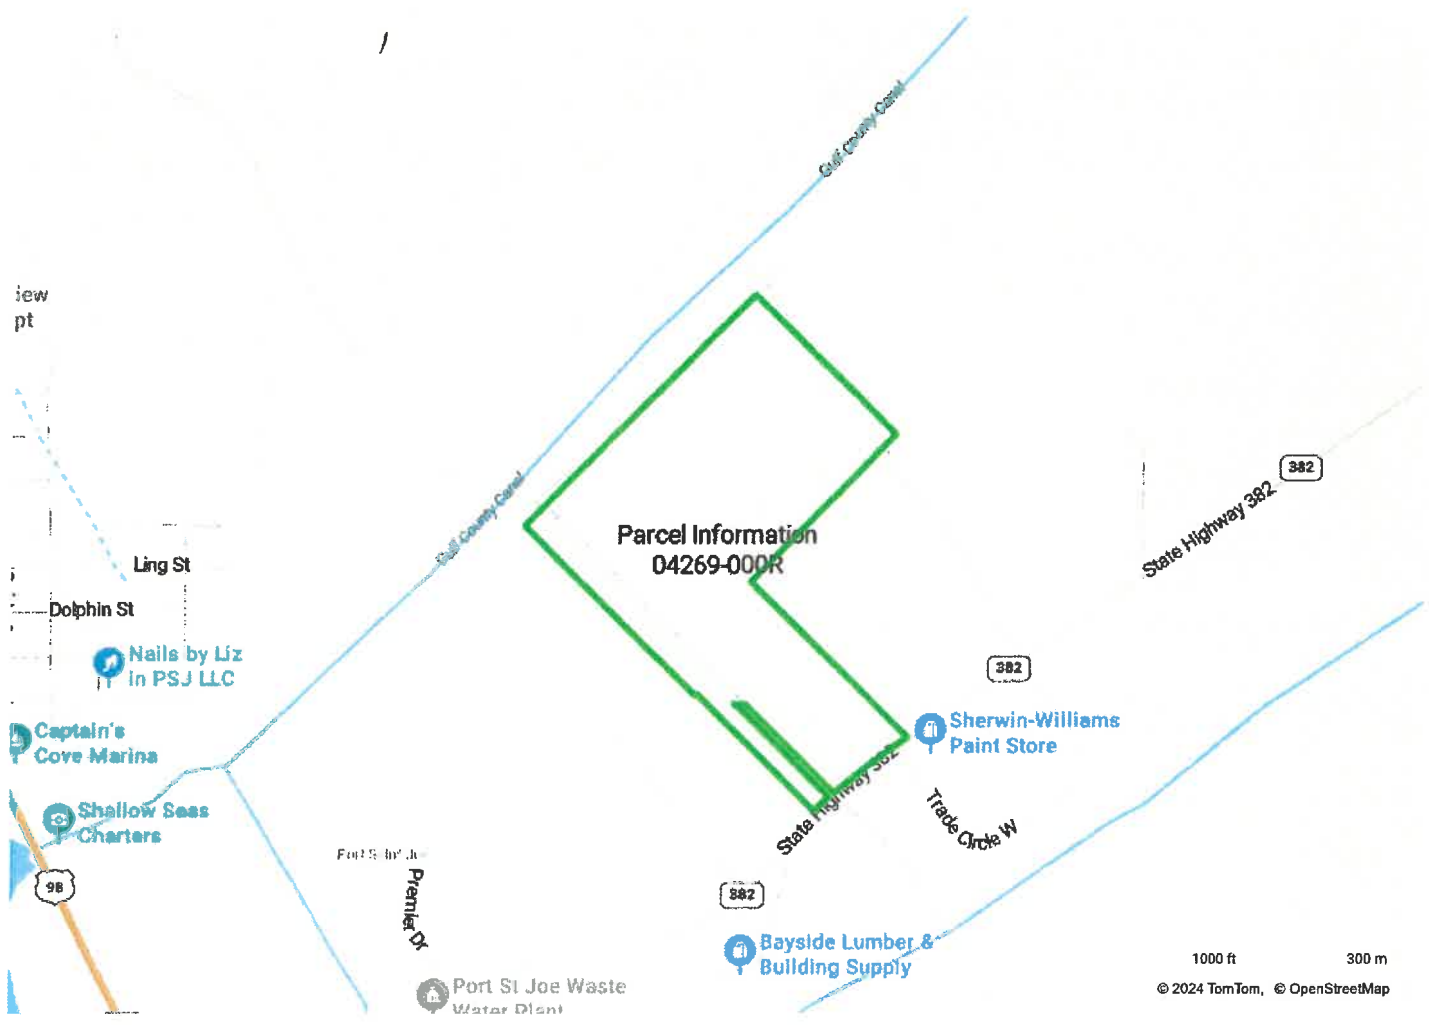 Gulf County Canal
iew
pt
382
State Highway 382
Gulf County Canal
Parcel Information
04269-000R
Ling St
Dolphin St
Nails by Liz
in PSJ LLC
382
Captain's
Cove Marina
Sherwin-Williams
Paint Store
State Highway 382
Shallow Seas
Charters
Trade Circle W
98
Premier Dr
382
Bayside Lumber &
Building Supply
Port St Joe Waste
Water Plant
1000 ft 300 m
© 2024 TomTom, © OpenStreetMap